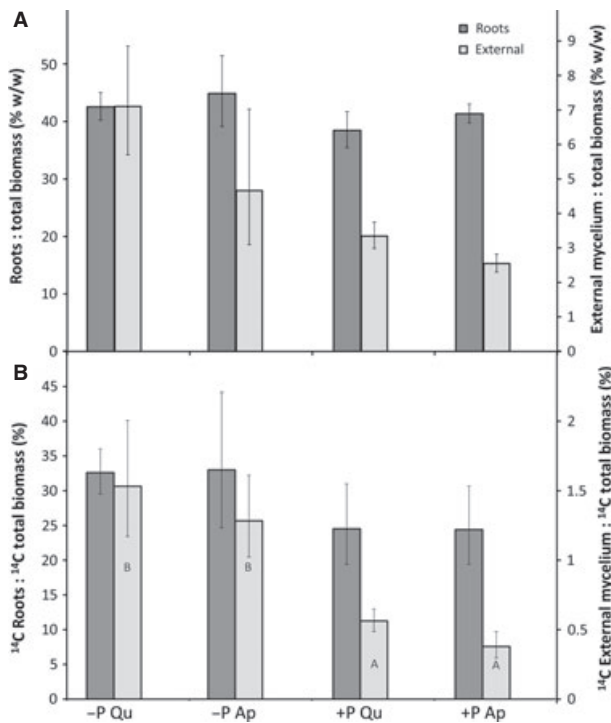 A
Roots : total biomass (% w/w)
50
40
30
20
10
0
Roots
External
9
8
7
6
5
4
3
2
1
0
External mycelium : total biomass (% w/w)
B
¹⁴C Roots : ¹⁴C total biomass (%)
45
40
35
30
25
20
15
10
5
0
B
B
A
A
2
1.5
1
0.5
0
¹⁴C External mycelium : ¹⁴C total biomass (%)
–P Qu –P Ap +P Qu +P Ap